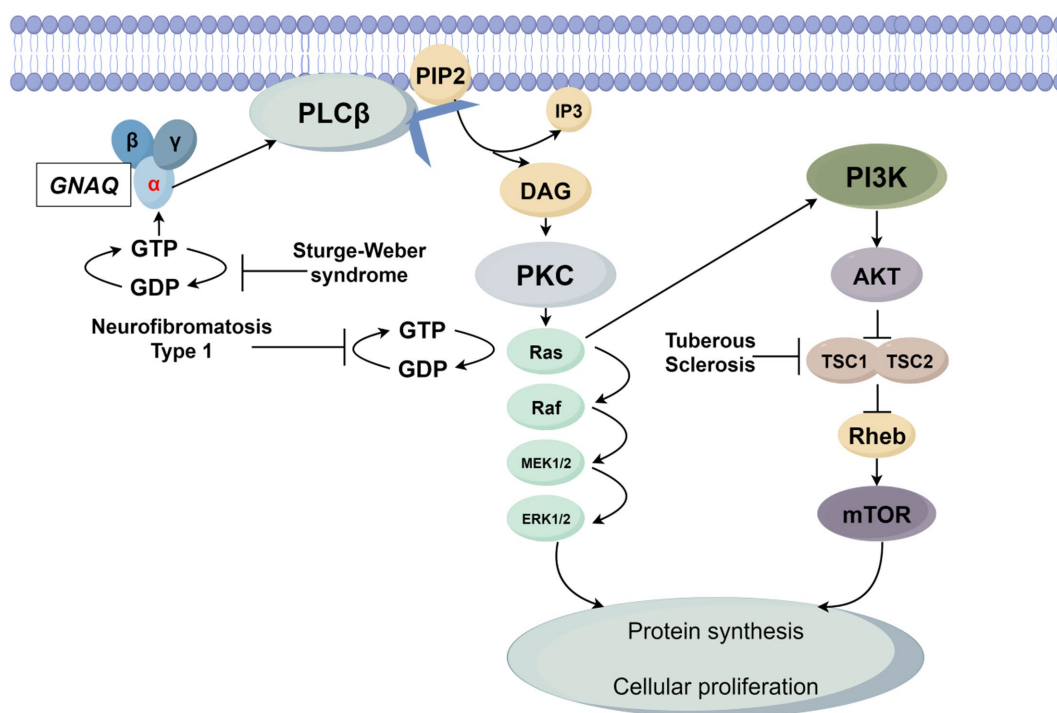 PIP2
PLCβ
IP3
β
γ
GNAQ
α
DAG
PI3K
GTP
GDP
Sturge-Weber
syndrome
PKC
AKT
Neurofibromatosis
Type 1
GTP
GDP
Ras
Tuberous
Sclerosis
TSC1
TSC2
Raf
Rheb
MEK1/2
mTOR
ERK1/2
Protein synthesis
Cellular proliferation